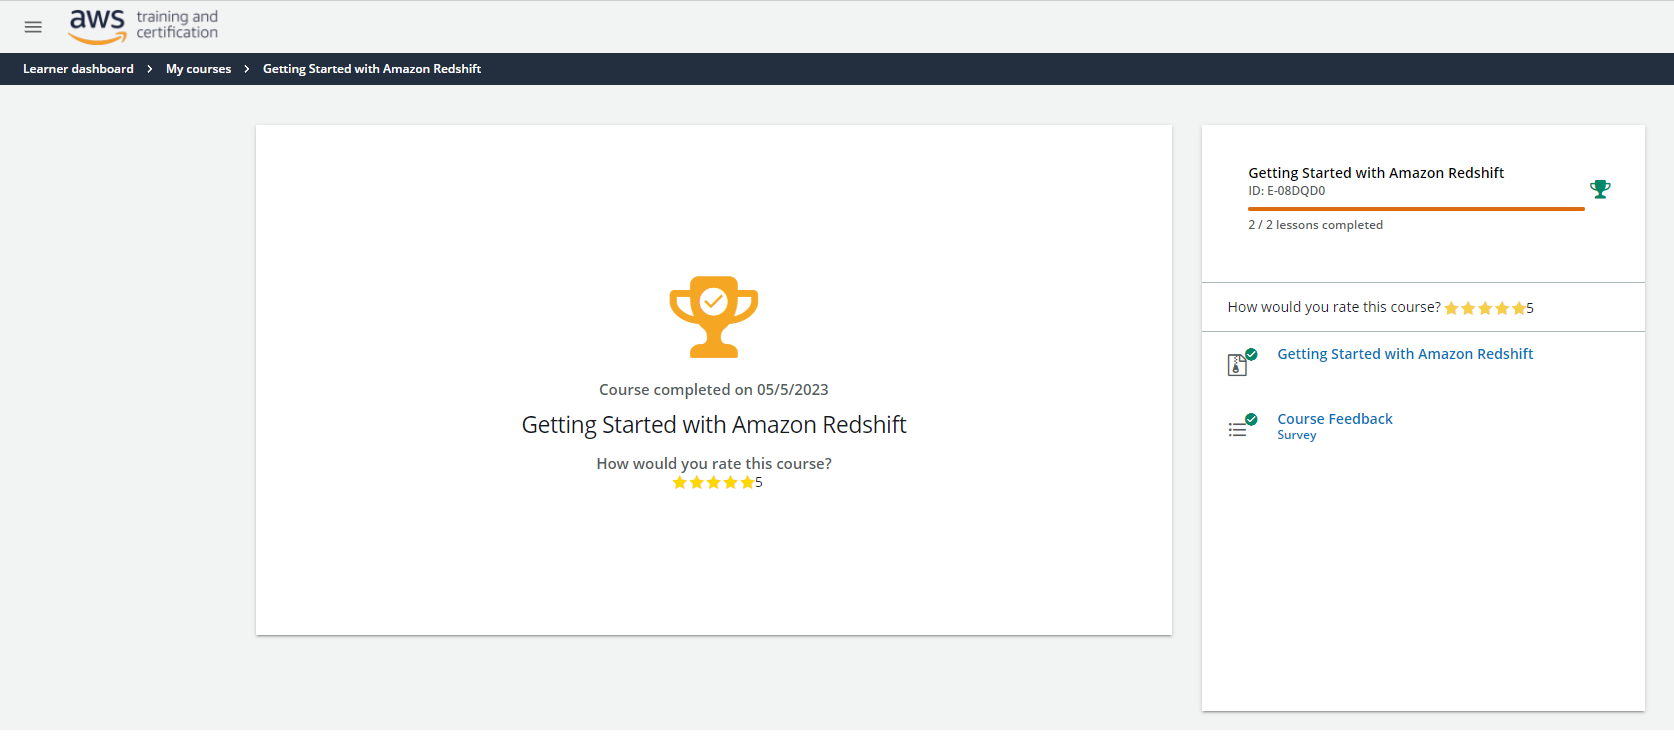 aws training and
certification
Learner dashboard > My courses > Getting Started with Amazon Redshift
Course completed on 05/5/2023
Getting Started with Amazon Redshift
How would you rate this course?
5
Getting Started with Amazon Redshift
ID: E-08DQD0
2 / 2 lessons completed
How would you rate this course? 5
Getting Started with Amazon Redshift
Course Feedback
Survey